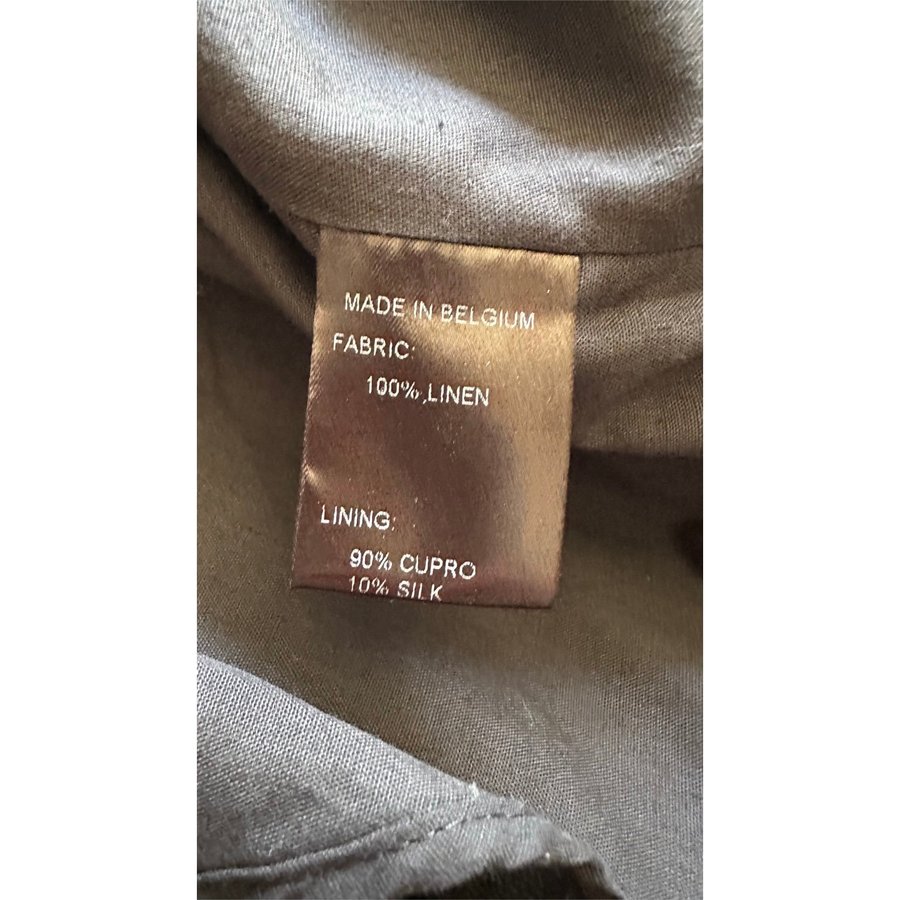 MADE IN BELGIUM
FABRIC:
100%,LINEN
LINING:
90% CUPRO
10% SILK